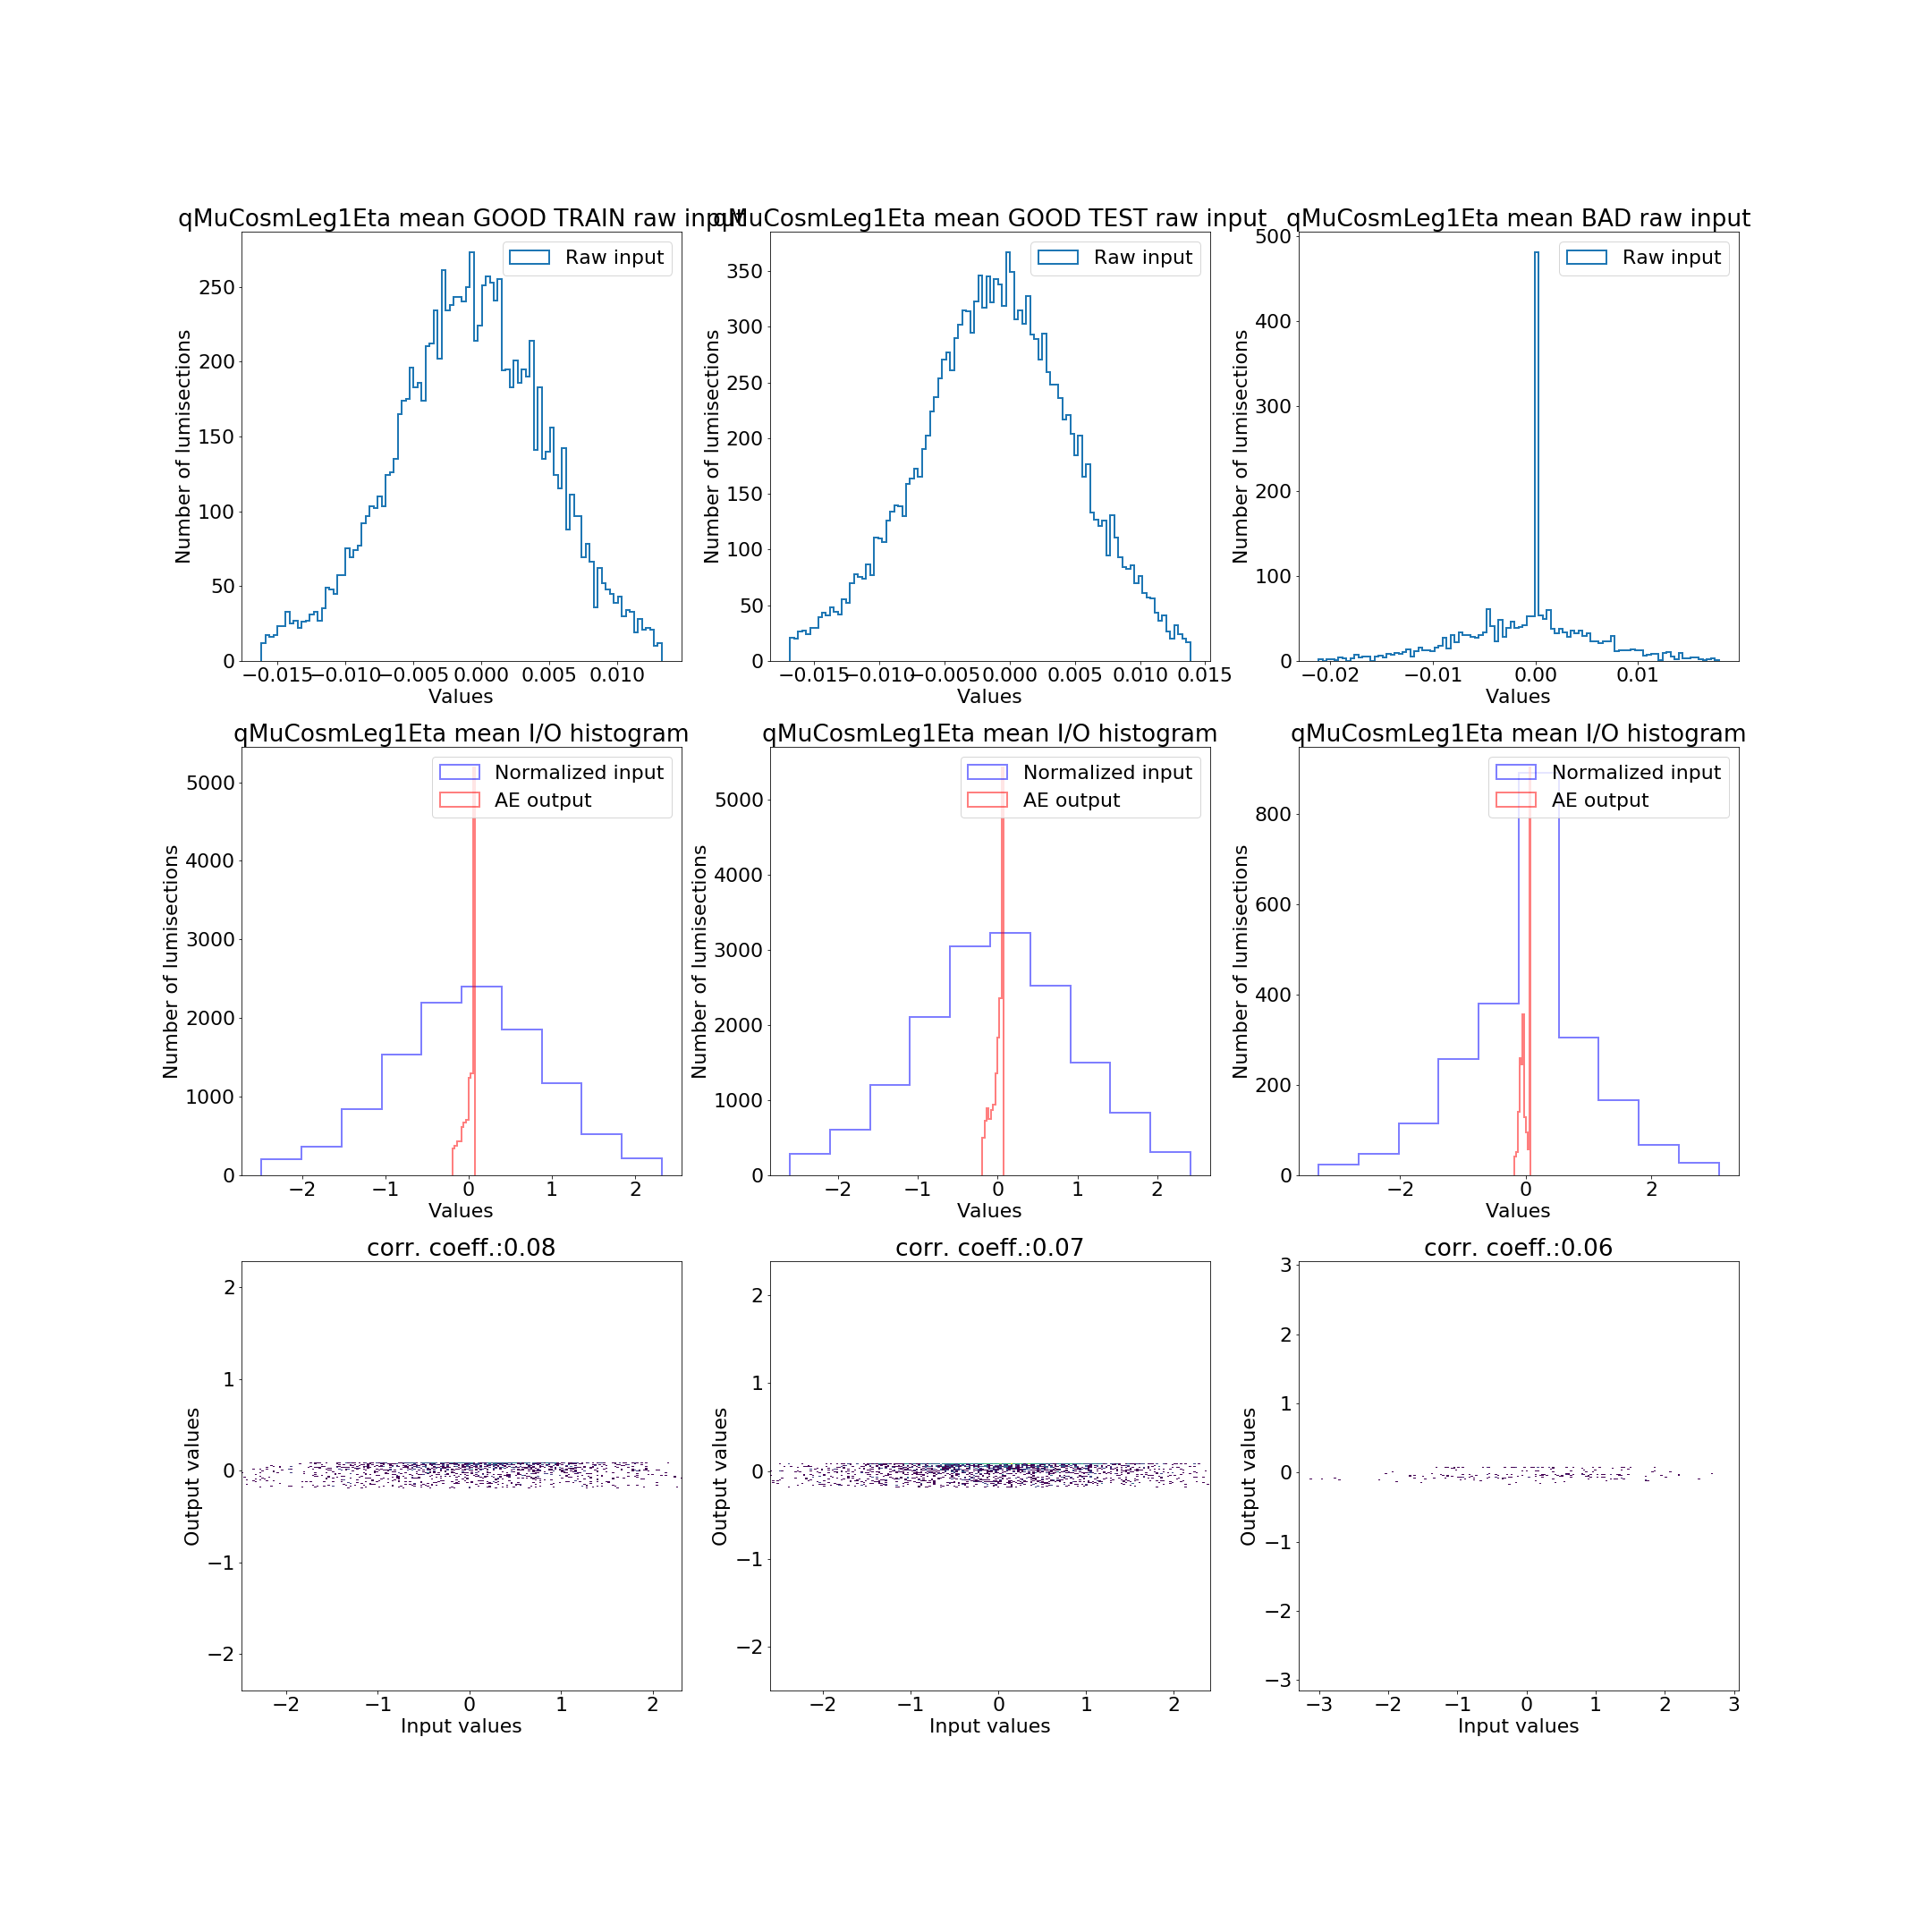 qMuCosmLeg1Eta mean GOOD TRAIN raw input
qMuCosmLeg1Eta mean GOOD TEST raw input
qMuCosmLeg1Eta mean BAD raw input
Raw input
Raw input
Raw input
Number of lumisections
250
200
150
100
50
0
−0.015 −0.010 −0.005 0.000 0.005 0.010
Values
Number of lumisections
350
300
250
200
150
100
50
0
−0.015 −0.010 −0.005 0.000 0.005 0.010 0.015
Values
Number of lumisections
500
400
300
200
100
0
−0.02 −0.01 0.00 0.01
Values
qMuCosmLeg1Eta mean I/O histogram
Normalized input
AE output
Number of lumisections
5000
4000
3000
2000
1000
0
−2 −1 0 1 2
Values
qMuCosmLeg1Eta mean I/O histogram
Normalized input
AE output
Number of lumisections
5000
4000
3000
2000
1000
0
−2 −1 0 1 2
Values
qMuCosmLeg1Eta mean I/O histogram
Normalized input
AE output
Number of lumisections
800
600
400
200
0
−2 0 2
Values
corr. coeff.:0.08
Output values
2
1
0
−1
−2
−2 −1 0 1 2
Input values
corr. coeff.:0.07
Output values
2
1
0
−1
−2
−2 −1 0 1 2
Input values
corr. coeff.:0.06
Output values
3
2
1
0
−1
−2
−3
−3 −2 −1 0 1 2 3
Input values